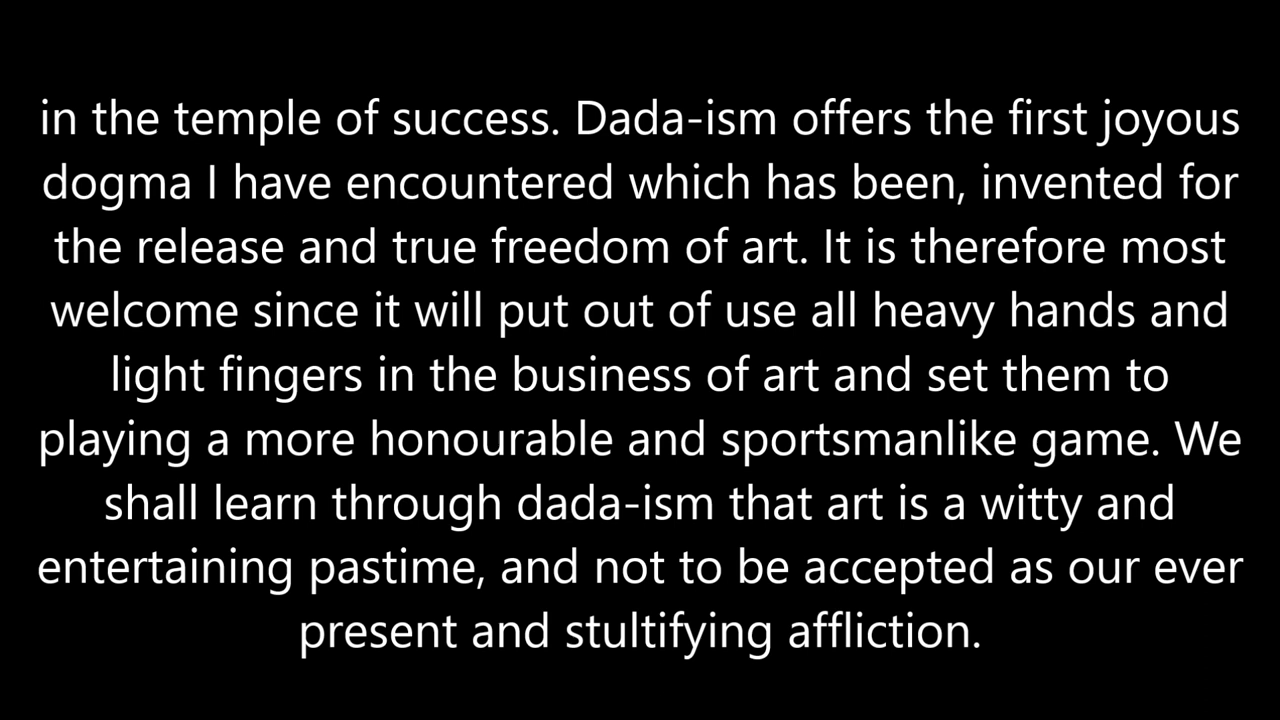 in the temple of success. Dada-ism offers the first joyous
dogma I have encountered which has been, invented for
the release and true freedom of art. It is therefore most
welcome since it will put out of use all heavy hands and
light fingers in the business of art and set them to
playing a more honourable and sportsmanlike game. We
shall learn through dada-ism that art is a witty and
entertaining pastime, and not to be accepted as our ever
present and stultifying affliction.